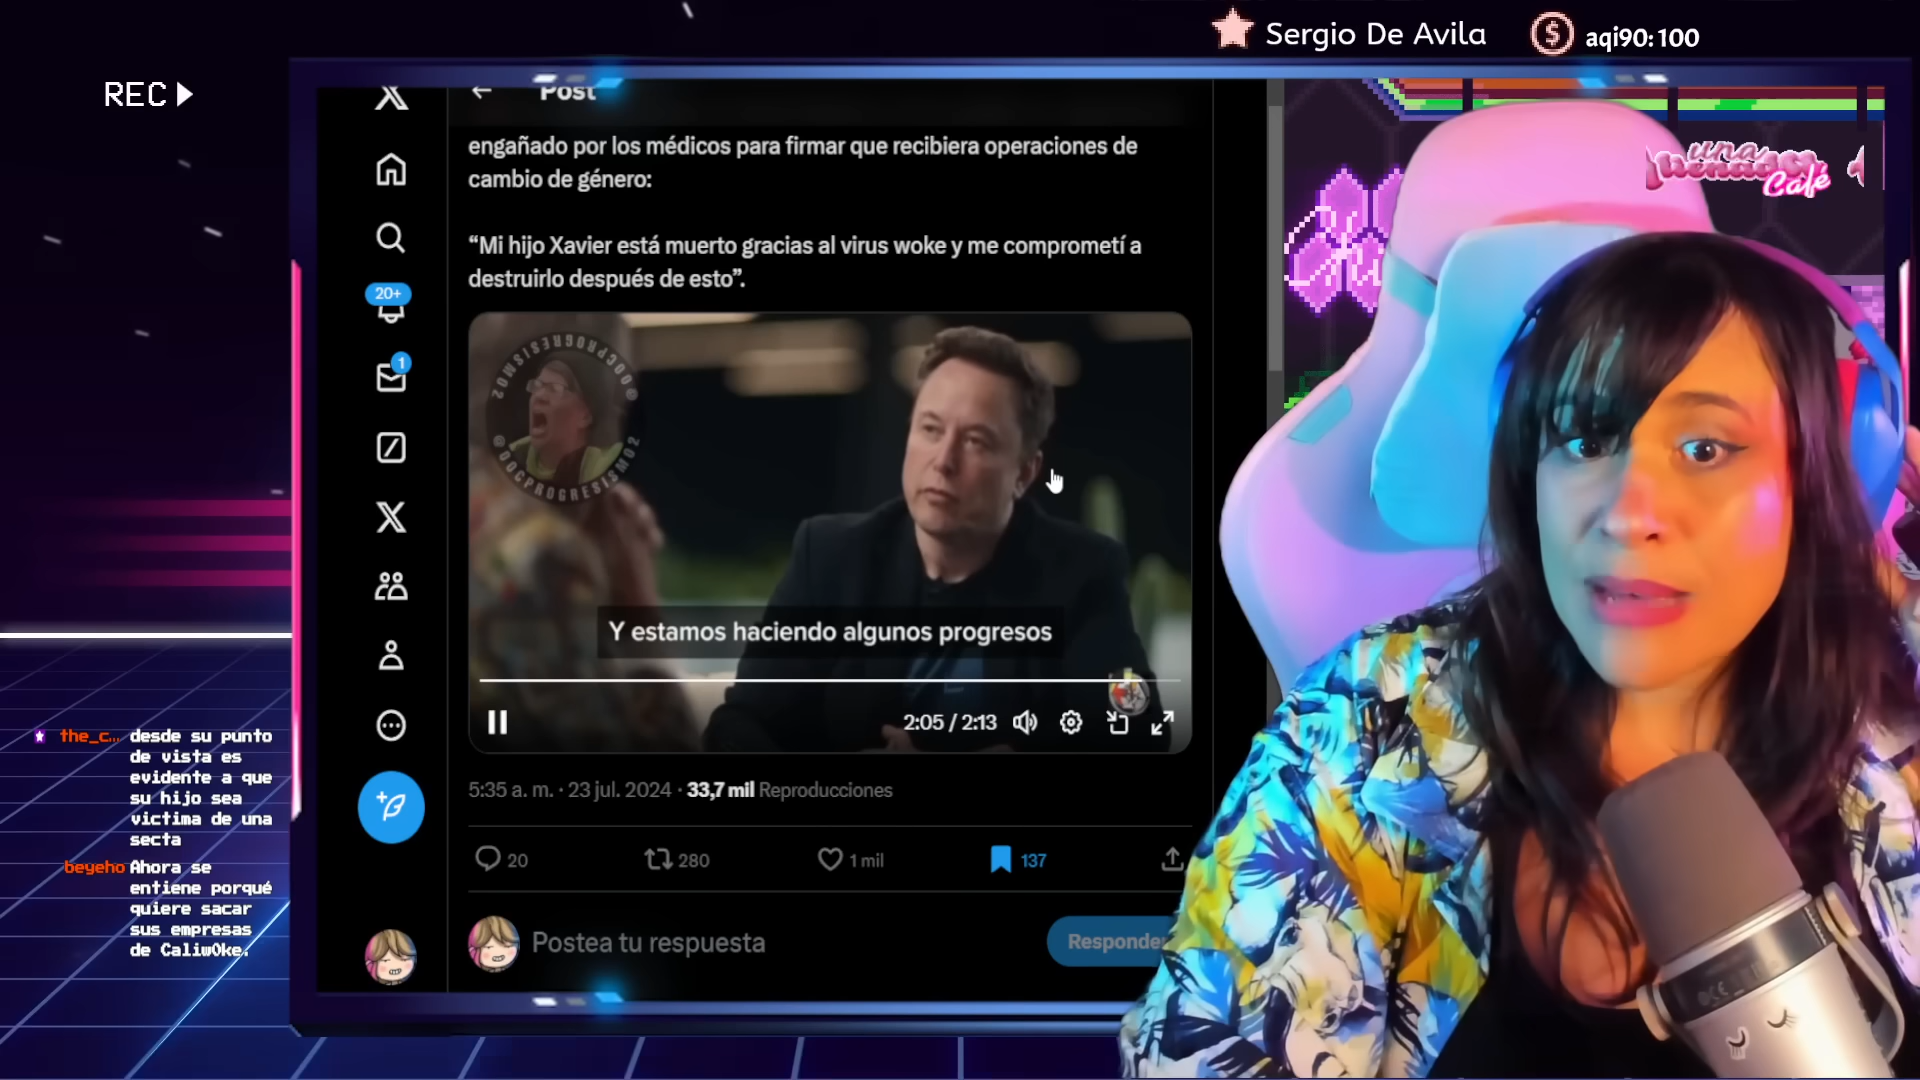 Sergio De Avila
aqi90: 100
REC
Post
una
Café
engañado por los médicos para firmar que recibiera operaciones de
cambio de género:
“Mi hijo Xavier está muerto gracias al virus woke y me comprometí a
destruirlo después de esto”.
20+
1
@DOCPROGRESISMO2
@DOCPROGRESISMO2
Y estamos haciendo algunos progresos
2:05 / 2:13
5:35 a. m. · 23 jul. 2024 · 33,7 mil Reproducciones
20
280
1 mil
137
Postea tu respuesta
Responder
the_c... desde su punto
de vista es
evidente a que
su hijo sea
victima de una
secta
beyeho Ahora se
entiene porqué
quiere sacar
sus empresas
de CaliwOke.